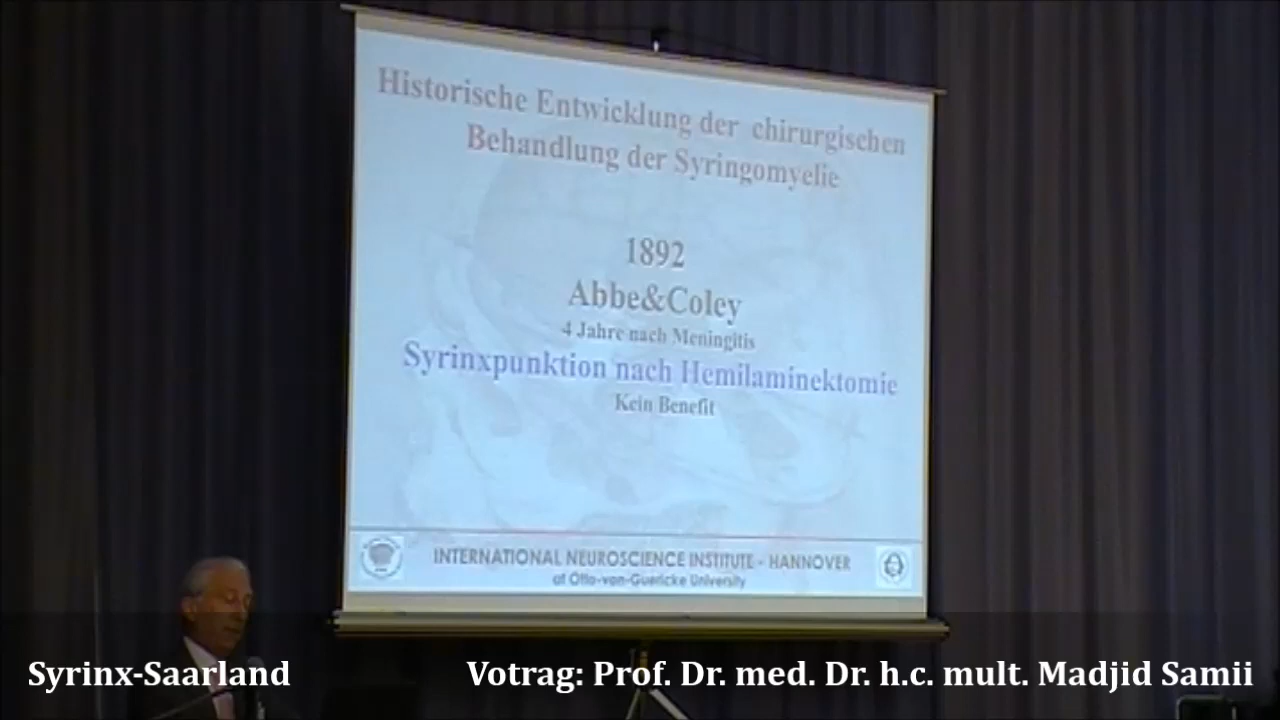 Historische Entwicklung der chirurgischen
Behandlung der Syringomyelie
1892
Abbe&Coley
4 Jahre nach Meningitis
Syrinxpunktion nach Hemilaminektomie
Kein Benefit
INTERNATIONAL NEUROSCIENCE INSTITUTE - HANNOVER
at Otto-von-Guericke University
Syrinx-Saarland
Votrag: Prof. Dr. med. Dr. h.c. mult. Madjid Samii